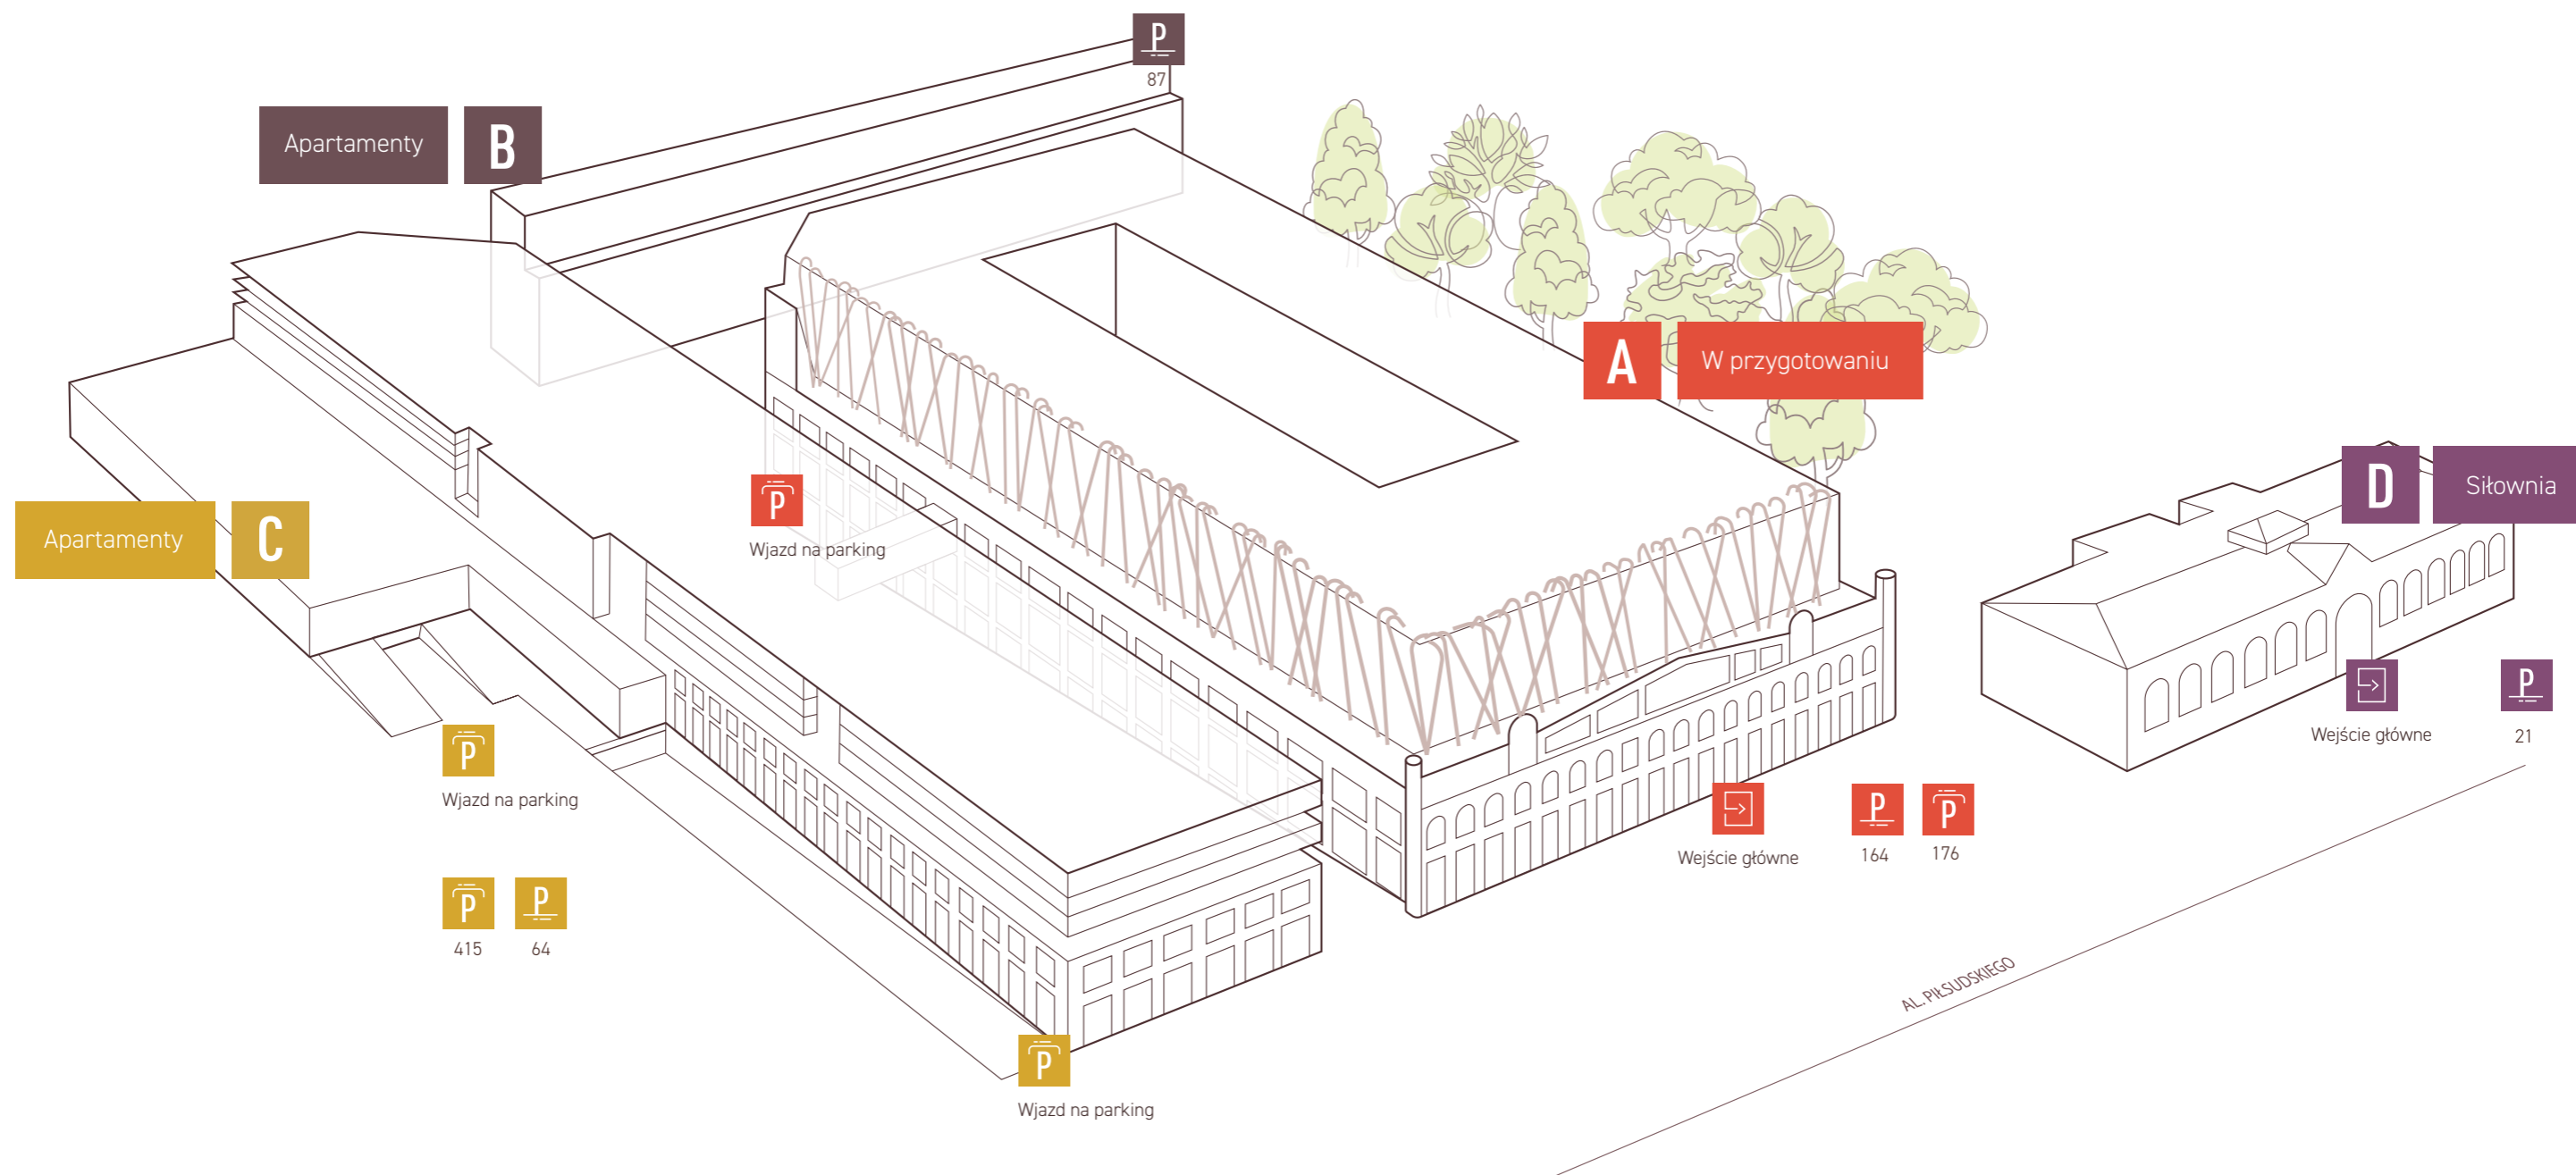 P
87
Apartamenty B
A W przygotowaniu
D Siłownia
P
Wjazd na parking
Apartamenty C
P
Wjazd na parking
P P
415 64
P
Wjazd na parking
Wejście główne
P P
164 176
Wejście główne
P
21
AL. PIŁSUDSKIEGO